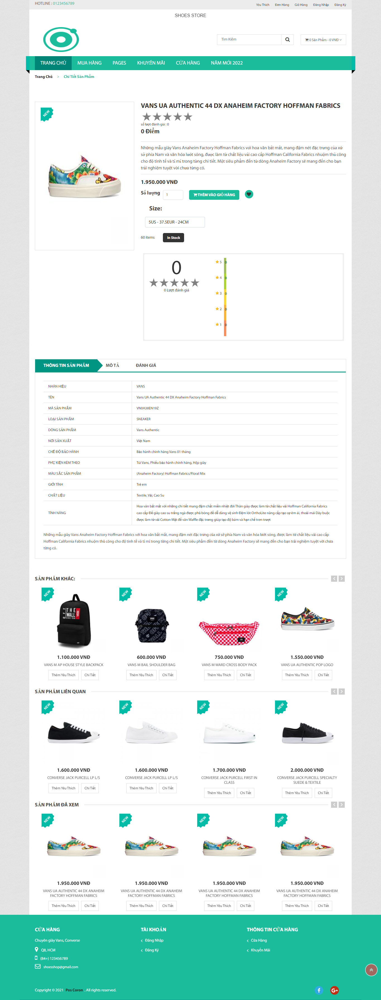 HOTLINE : 0123456789
Yêu Thích Đơn Hàng Giỏ Hàng Đăng Nhập Đăng Ký
SHOES STORE
Tìm Kiếm
0 Sản Phẩm - 0 VNĐ
TRANG CHỦ MUA HÀNG PAGES KHUYẾN MÃI CỬA HÀNG NĂM MỚI 2022
Trang Chủ > Chi Tiết Sản Phẩm
NEW
VANS UA AUTHENTIC 44 DX ANAHEIM FACTORY HOFFMAN FABRICS
★★★★★
số lượt đánh giá : 0
0 Điểm
Những mẫu giày Vans Anaheim Factory Hoffman Fabrics với hoa văn bắt mắt, mang đậm nét đặc trưng của xứ
sở phía Nam và văn hóa lướt sóng, được làm từ chất liệu vải cao cấp Hoffman California Fabrics nhuộm thủ công
cho độ tinh tế và tỉ mỉ trong từng chi tiết. Một siêu phẩm đến từ dòng Anaheim Factory sẽ mang đến cho bạn
trải nghiệm tuyệt vời chưa từng có.
1.950.000 VNĐ
Số lượng 1 THÊM VÀO GIỎ HÀNG
Size:
5US - 37.5EUR - 24CM
60 items In Stock
0
★★★★★
0 Lượt đánh giá
★ 5 0
★ 4 0
★ 3 0
★ 2 0
★ 1 0
THÔNG TIN SẢN PHẨM MÔ TẢ ĐÁNH GIÁ
NHÃN HIỆU VANS
TÊN Vans UA Authentic 44 DX Anaheim Factory Hoffman Fabrics
MÃ SẢN PHẨM VN0A38EN19Z
LOẠI SẢN PHẨM SNEAKER
DÒNG SẢN PHẨM Vans Authentic
NƠI SẢN XUẤT Việt Nam
CHẾ ĐỘ BẢO HÀNH Bảo hành chính hãng Vans 01 tháng
PHỤ KIỆN KÈM THEO Túi Vans, Phiếu bảo hành chính hãng, Hộp giày
MÀU SẮC SẢN PHẨM (Anaheim Factory) Hoffman Fabrics/Floral Mix
GIỚI TÍNH Trẻ em
CHẤT LIỆU Textile, Vải, Cao Su
TÍNH NĂNG Hoa văn bắt mắt với những chi tiết mang đậm chất miền nhiệt đới Thân giày được làm từ chất liệu vải Hoffman California Fabrics
cao cấp Đế giày cao su trắng ngà được phủ bóng để dễ dàng vệ sinh Đệm lót OrthoLite nâng cấp tạo sự êm ái, thoải mái Dây buộc
được làm từ vải Cotton Mặt đế vân Waffle đặc trưng giúp tạo độ bám và hạn chế trơn trượt
Những mẫu giày Vans Anaheim Factory Hoffman Fabrics với hoa văn bắt mắt, mang đậm nét đặc trưng của xứ sở phía Nam và văn hóa lướt sóng, được làm từ chất liệu vải cao cấp
Hoffman California Fabrics nhuộm thủ công cho độ tinh tế và tỉ mỉ trong từng chi tiết. Một siêu phẩm đến từ dòng Anaheim Factory sẽ mang đến cho bạn trải nghiệm tuyệt vời chưa
từng có.
SẢN PHẨM KHÁC:
NEW NEW NEW NEW
OFF THE WALL VANS
1.100.000 VNĐ 600.000 VNĐ 750.000 VNĐ 1.550.000 VNĐ
VANS M AP HOUSE STYLE BACKPACK VANS M BAIL SHOULDER BAG VANS M WARD CROSS BODY PACK VANS UA AUTHENTIC POP LOGO
Thêm Yêu Thích Chi Tiết Thêm Yêu Thích Chi Tiết Thêm Yêu Thích Chi Tiết Thêm Yêu Thích Chi Tiết
SẢN PHẨM LIÊN QUAN
NEW NEW NEW NEW
1.600.000 VNĐ 1.600.000 VNĐ 1.700.000 VNĐ 2.000.000 VNĐ
CONVERSE JACK PURCELL LP L/S CONVERSE JACK PURCELL LP L/S CONVERSE JACK PURCELL FIRST IN CONVERSE JACK PURCELL SPECIALTY
CLASS SUEDE & TEXTILE
Thêm Yêu Thích Chi Tiết Thêm Yêu Thích Chi Tiết Thêm Yêu Thích Chi Tiết Thêm Yêu Thích Chi Tiết
SẢN PHẨM ĐÃ XEM
NEW NEW NEW NEW
1.950.000 VNĐ 1.950.000 VNĐ 1.950.000 VNĐ 1.950.000 VNĐ
VANS UA AUTHENTIC 44 DX ANAHEIM VANS UA AUTHENTIC 44 DX ANAHEIM VANS UA AUTHENTIC 44 DX ANAHEIM VANS UA AUTHENTIC 44 DX ANAHEIM
FACTORY HOFFMAN FABRICS FACTORY HOFFMAN FABRICS FACTORY HOFFMAN FABRICS FACTORY HOFFMAN FABRICS
Thêm Yêu Thích Chi Tiết Thêm Yêu Thích Chi Tiết Thêm Yêu Thích Chi Tiết Thêm Yêu Thích Chi Tiết
CỬA HÀNG TÀI KHOẢN THÔNG TIN CỬA HÀNG
Chuyên giày Vans, Converse Đăng Nhập Cửa Hàng
Q8, HCM Đăng Ký Khuyến Mãi
(84+) 123456789
shoesshop@gmail.com
Copyright © 2021 Pos Coron . All rights reserved.